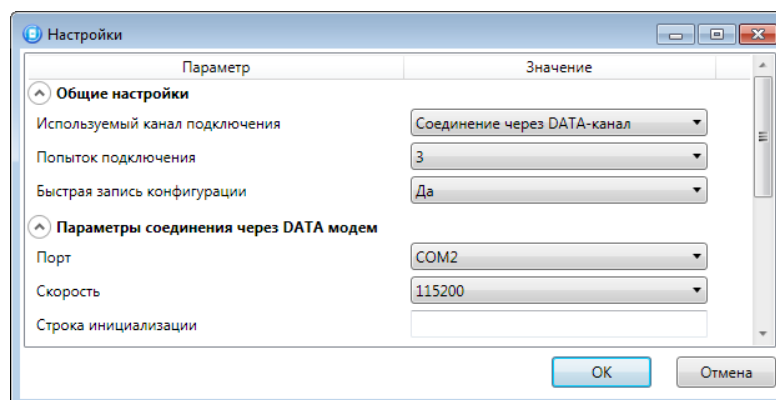 Настройки
Параметр Значение
Общие настройки
Используемый канал подключения Соединение через DATA-канал
Попыток подключения 3
Быстрая запись конфигурации Да
Параметры соединения через DATA модем
Порт COM2
Скорость 115200
Строка инициализации
OK Отмена